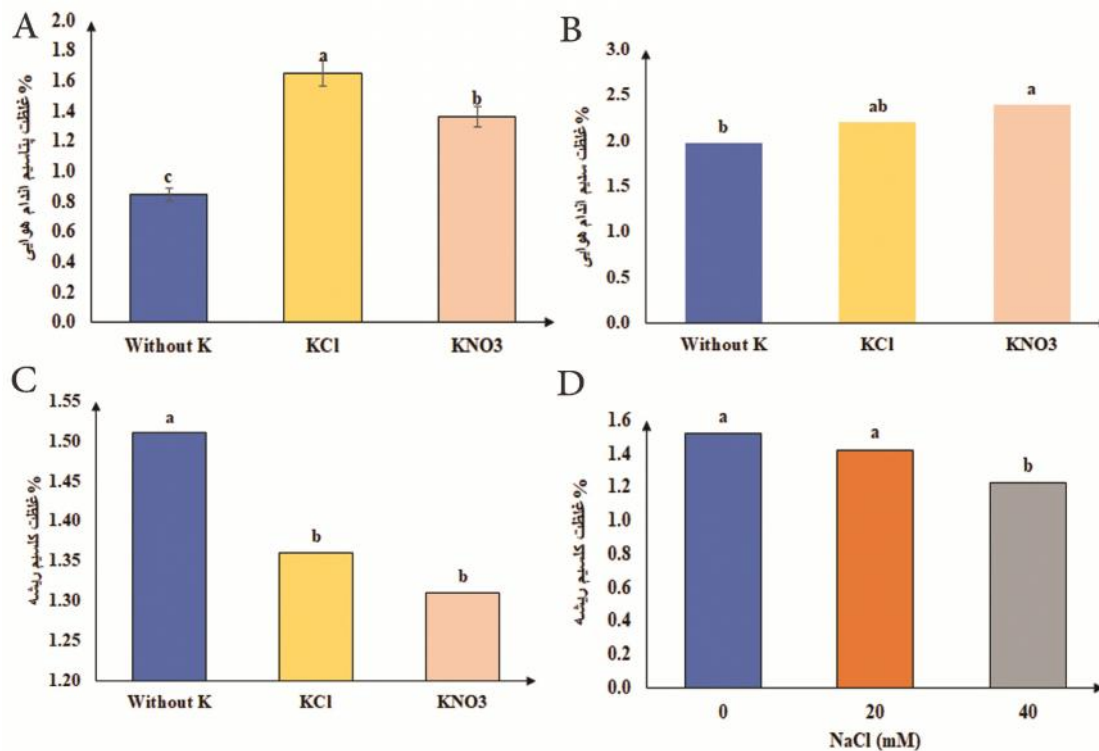 A
% غلظت پتاسیم اندام هوایی
2.0
1.8
1.6
1.4
1.2
1.0
0.8
0.6
0.4
0.2
0.0
c
a
b
Without K KCl KNO3
B
% غلظت سدیم اندام هوایی
3.0
2.5
2.0
1.5
1.0
0.5
0.0
b
ab
a
Without K KCl KNO3
C
% غلظت کلسیم ریشه
1.55
1.50
1.45
1.40
1.35
1.30
1.25
1.20
a
b
b
Without K KCl KNO3
D
% غلظت کلسیم ریشه
1.6
1.4
1.2
1.0
0.8
0.6
0.4
0.2
0.0
a
a
b
0 20 40
NaCl (mM)